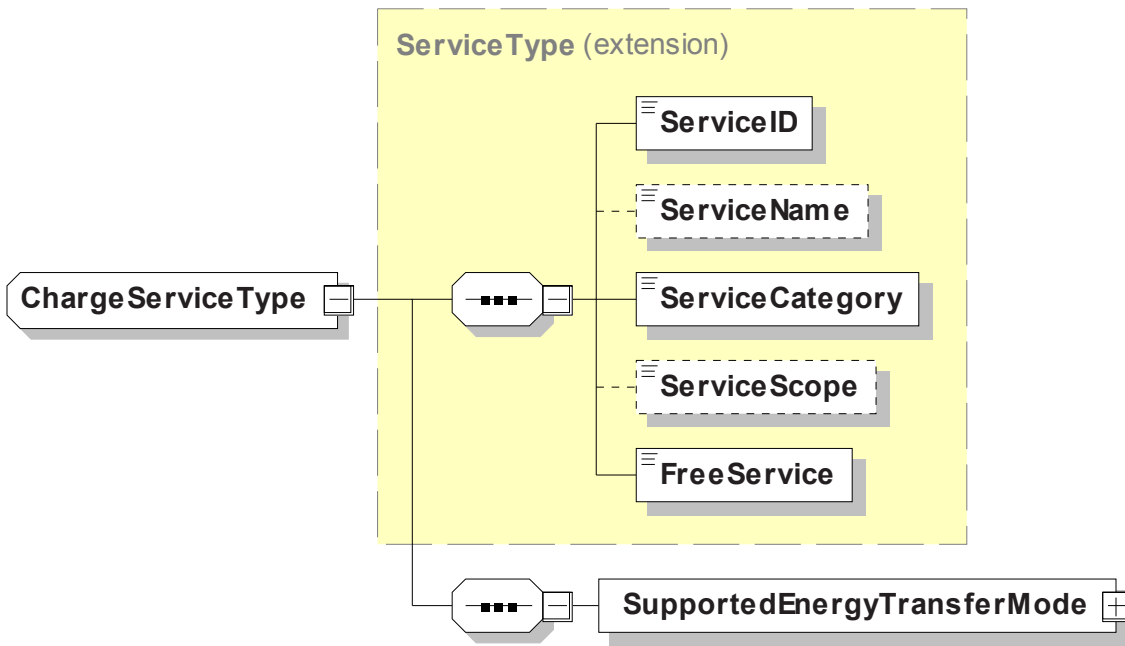 ServiceType (extension)
ServiceID
ServiceName
ChargeServiceType
ServiceCategory
ServiceScope
FreeService
SupportedEnergyTransferMode